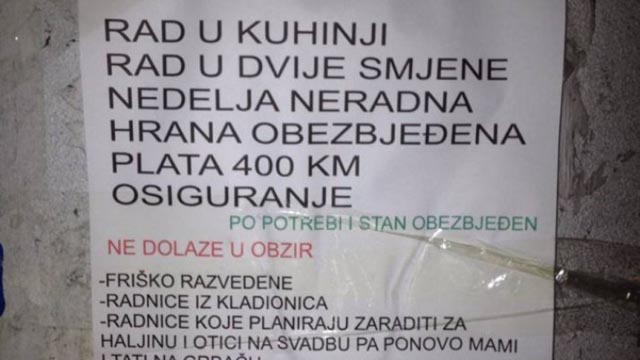 RAD U KUHINJI
RAD U DVIJE SMJENE
NEDELJA NERADNA
HRANA OBEZBJEĐENA
PLATA 400 KM
OSIGURANJE
PO POTREBI I STAN OBEZBJEĐEN
NE DOLAZE U OBZIR
-FRIŠKO RAZVEDENE
-RADNICE IZ KLADIONICA
-RADNICE KOJE PLANIRAJU ZARADITI ZA
HALJINU I OTICI NA SVADBU PA PONOVO MAMI
I TATI NA GRBAČU